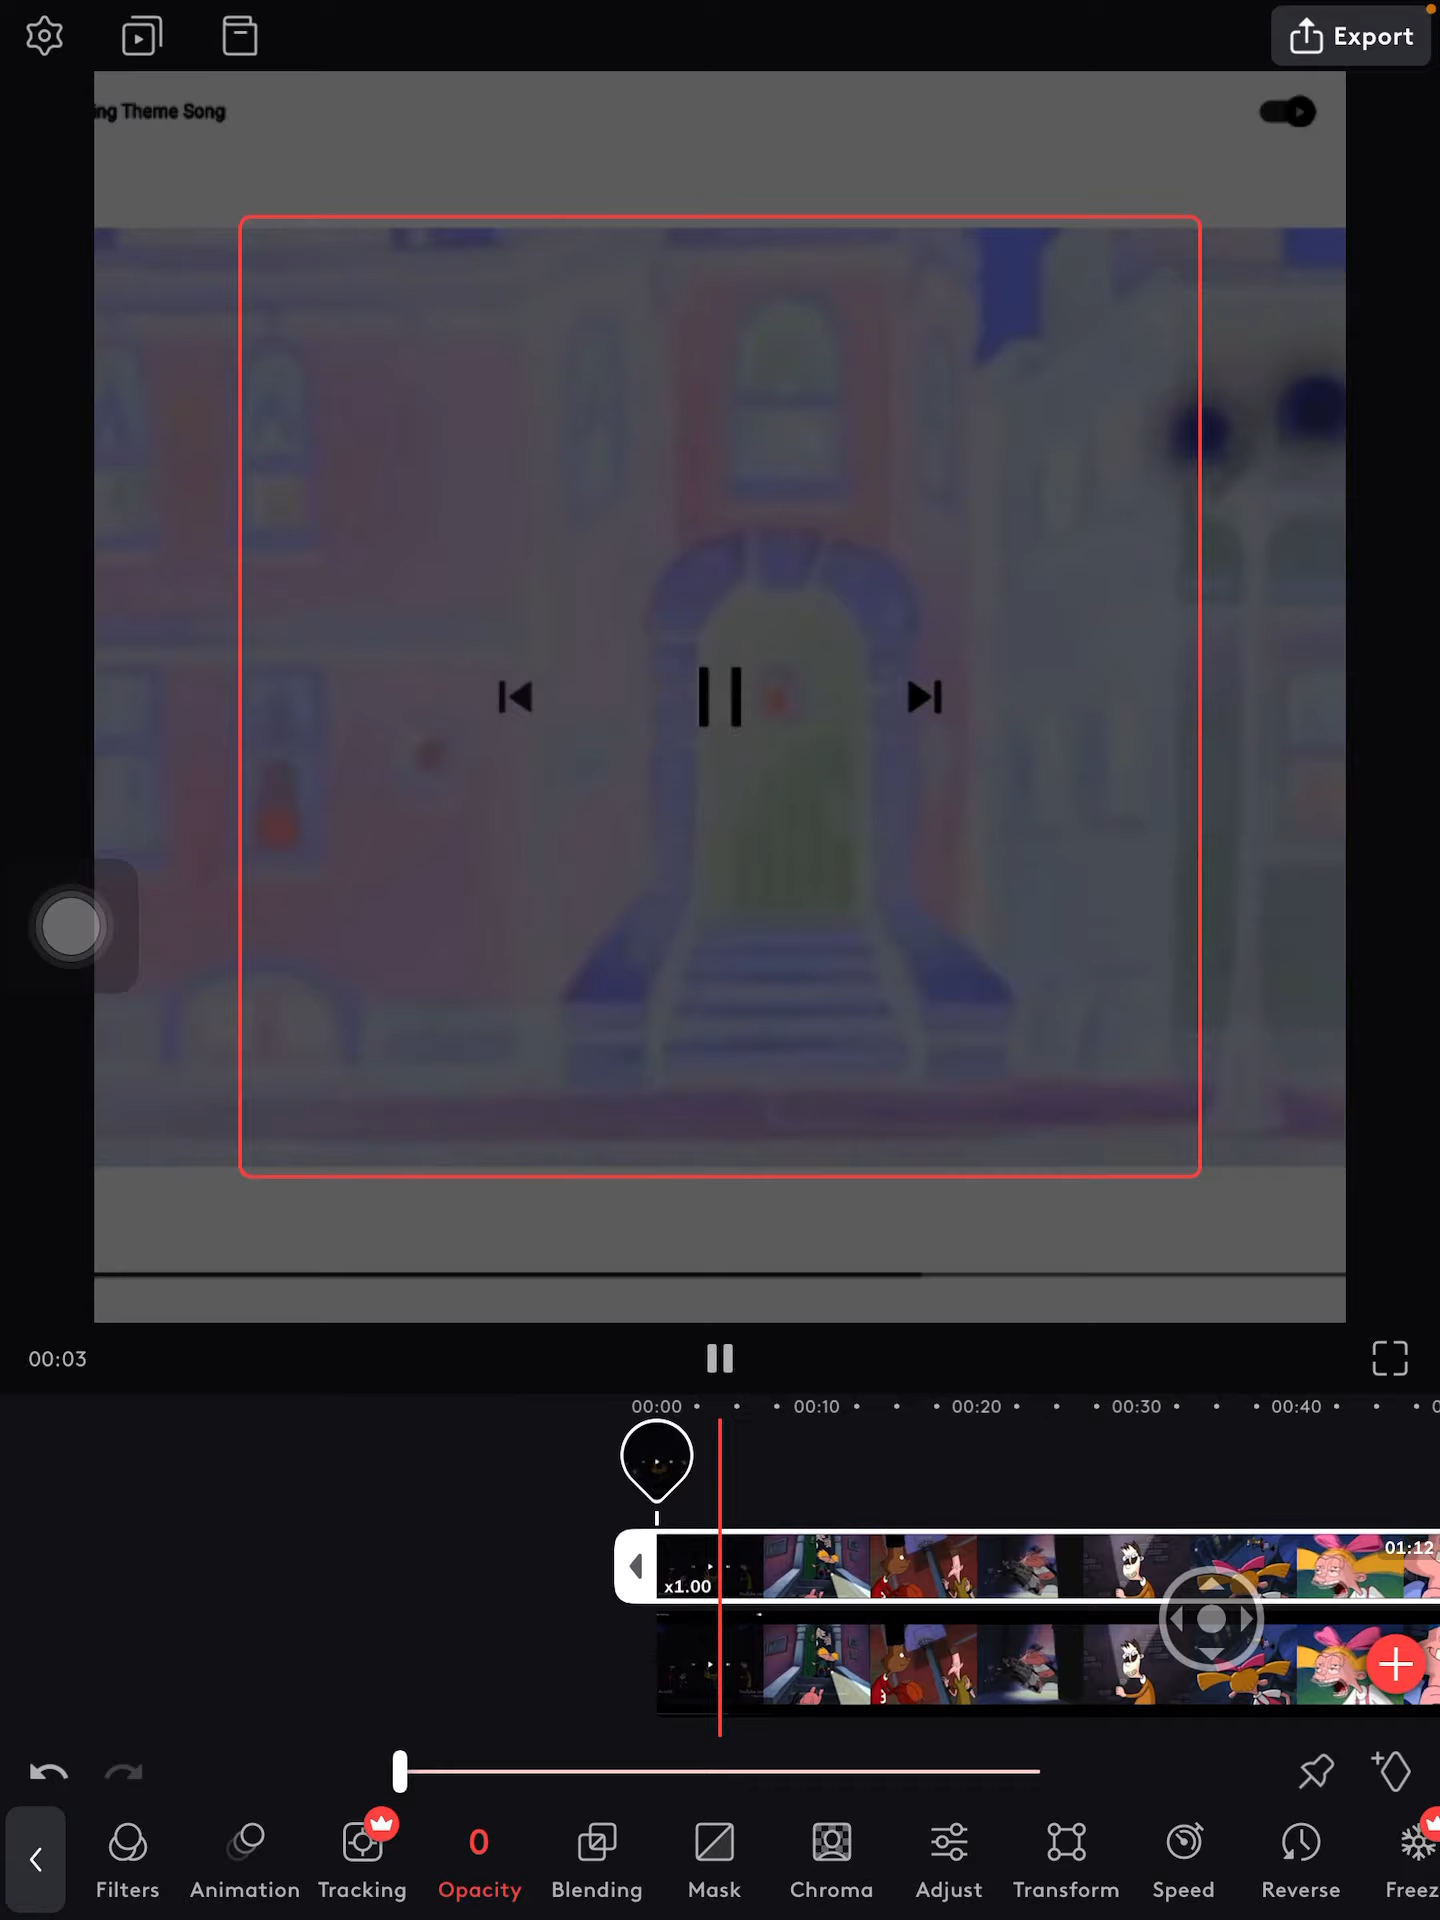 Export
ing Theme Song
00:03
00:00 00:10 00:20 00:30 00:40
01:12
x1.00
0
Filters Animation Tracking Opacity Blending Mask Chroma Adjust Transform Speed Reverse Freez